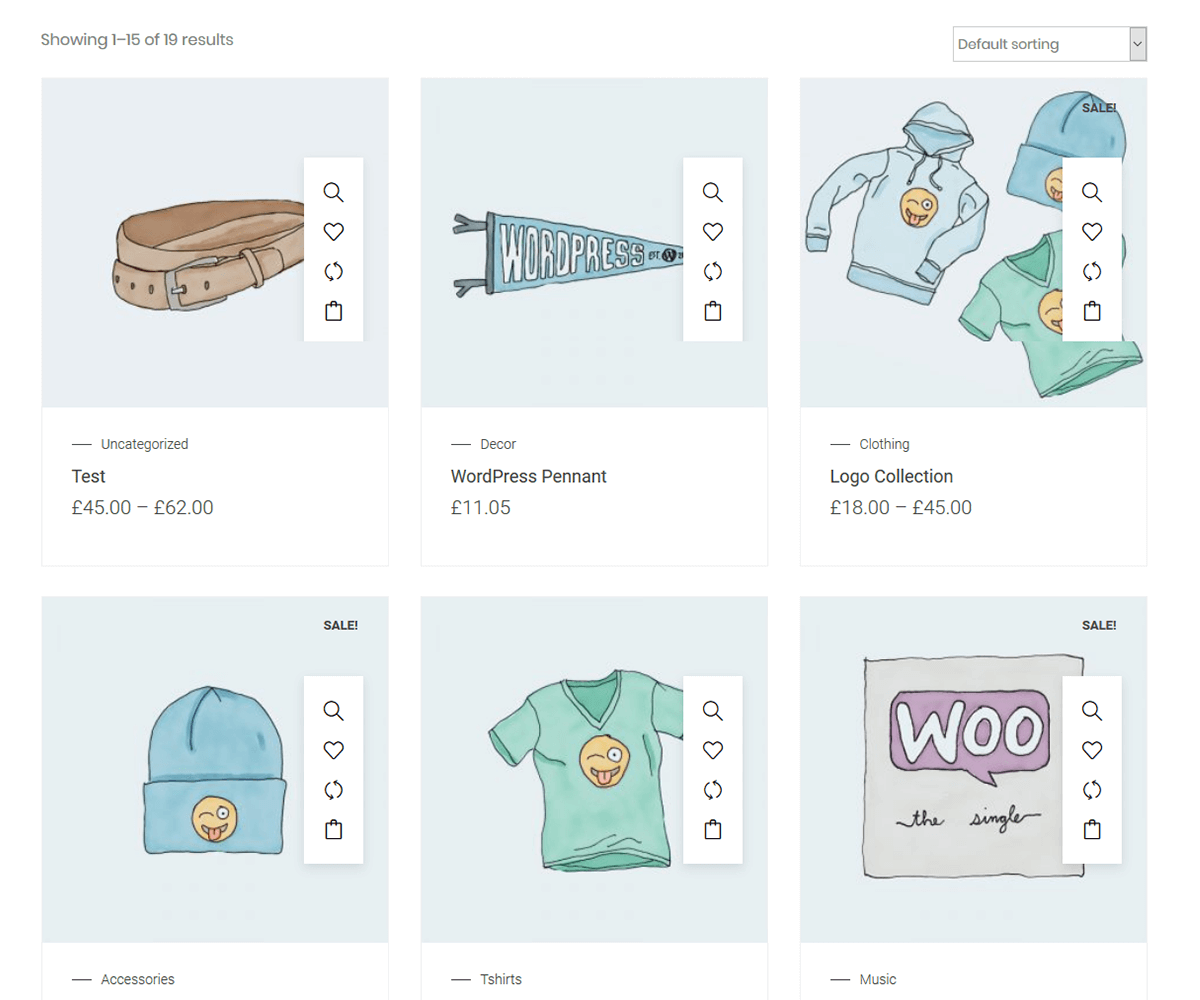 Showing 1–15 of 19 results
Default sorting
WORDPRESS EST.
SALE!
Uncategorized
Test
£45.00 – £62.00
Decor
WordPress Pennant
£11.05
Clothing
Logo Collection
£18.00 – £45.00
SALE!
SALE!
WOO
the single
Accessories
Tshirts
Music